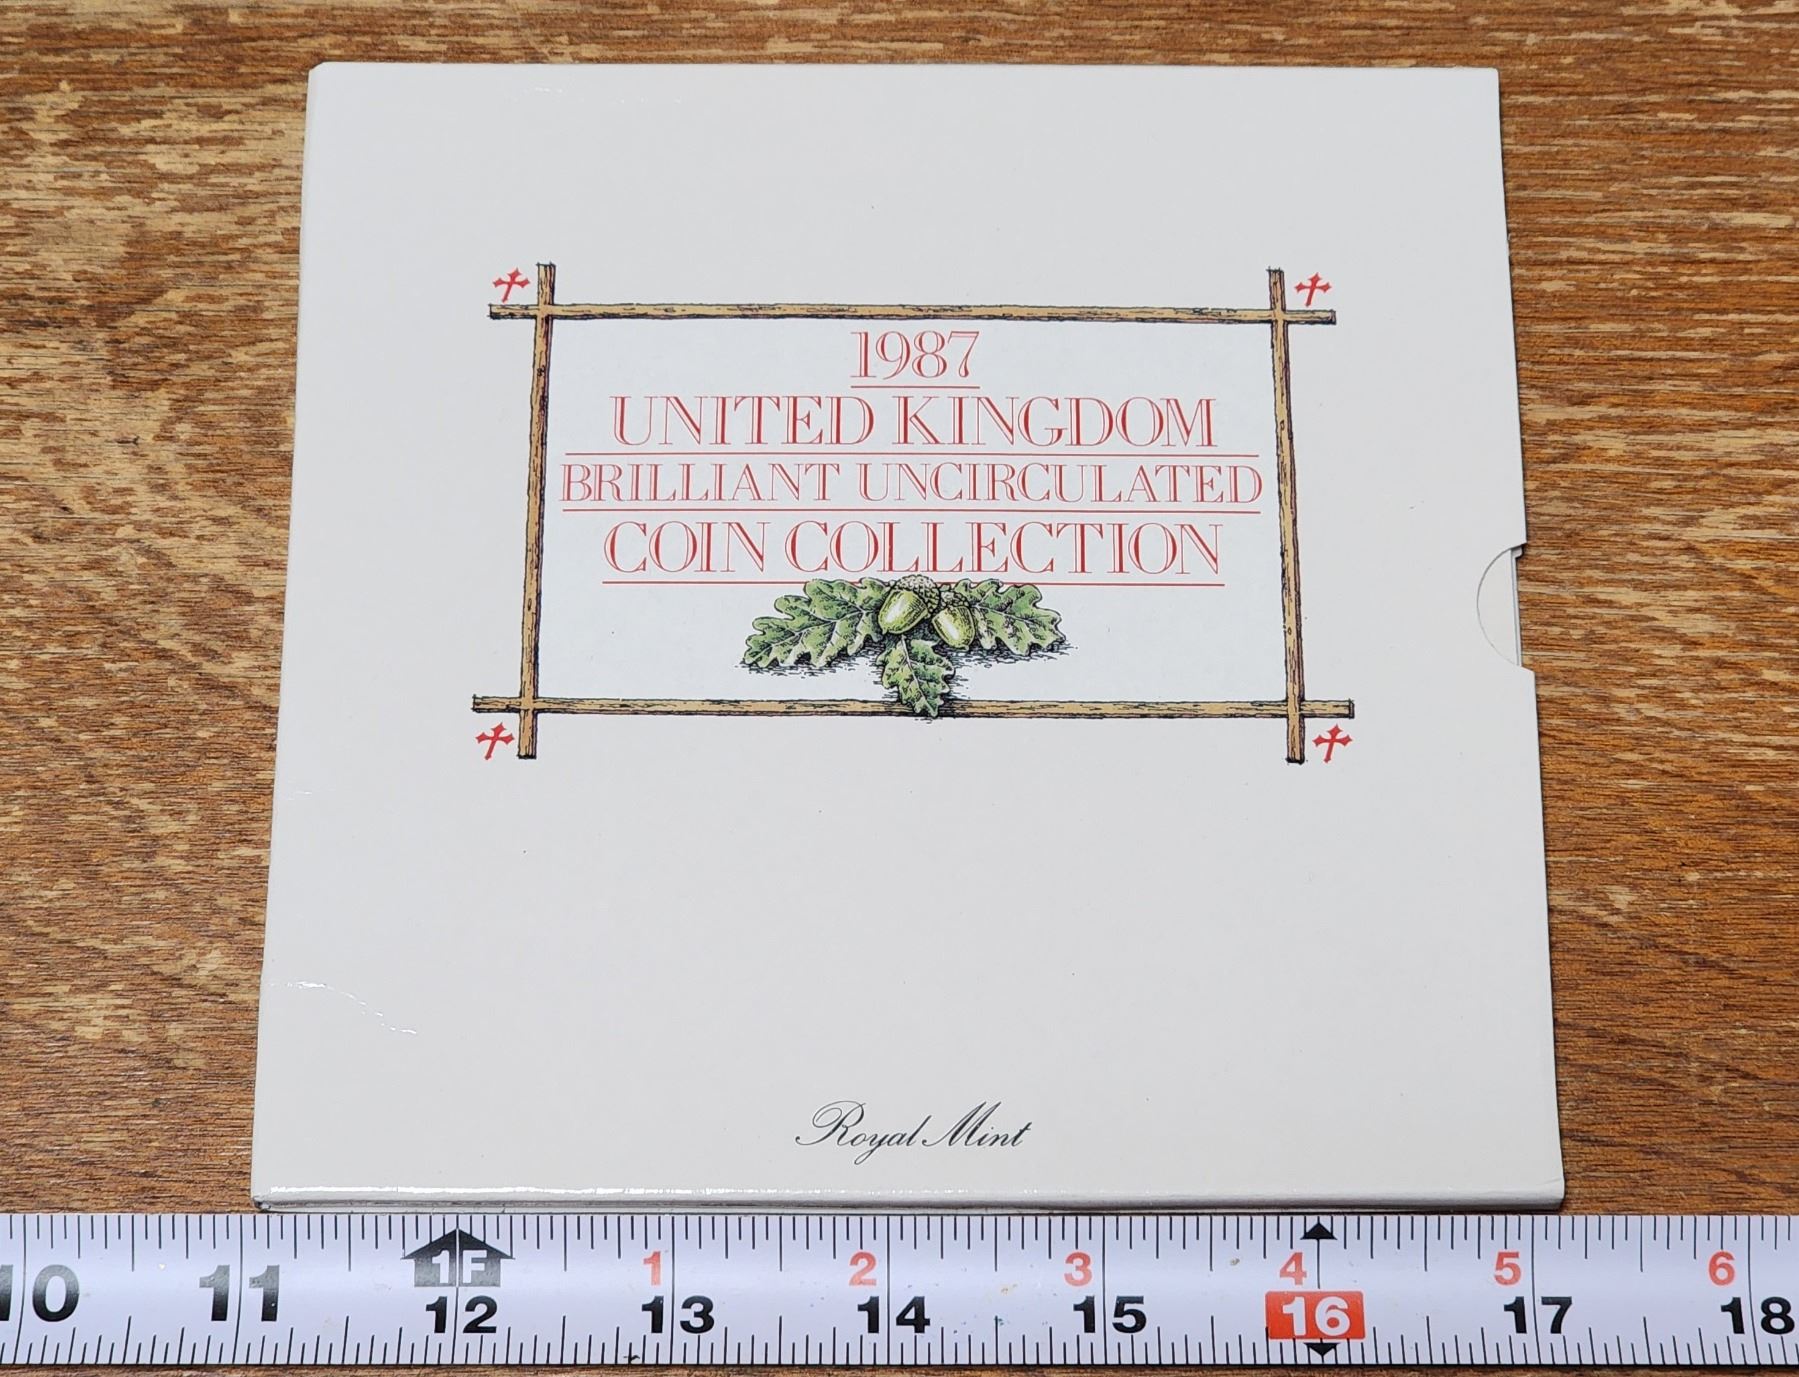 1987
UNITED KINGDOM
BRILLIANT UNCIRCULATED
COIN COLLECTION
Royal Mint
1F 1 2 3 4 5 6
10 11 12 13 14 15 16 17 18